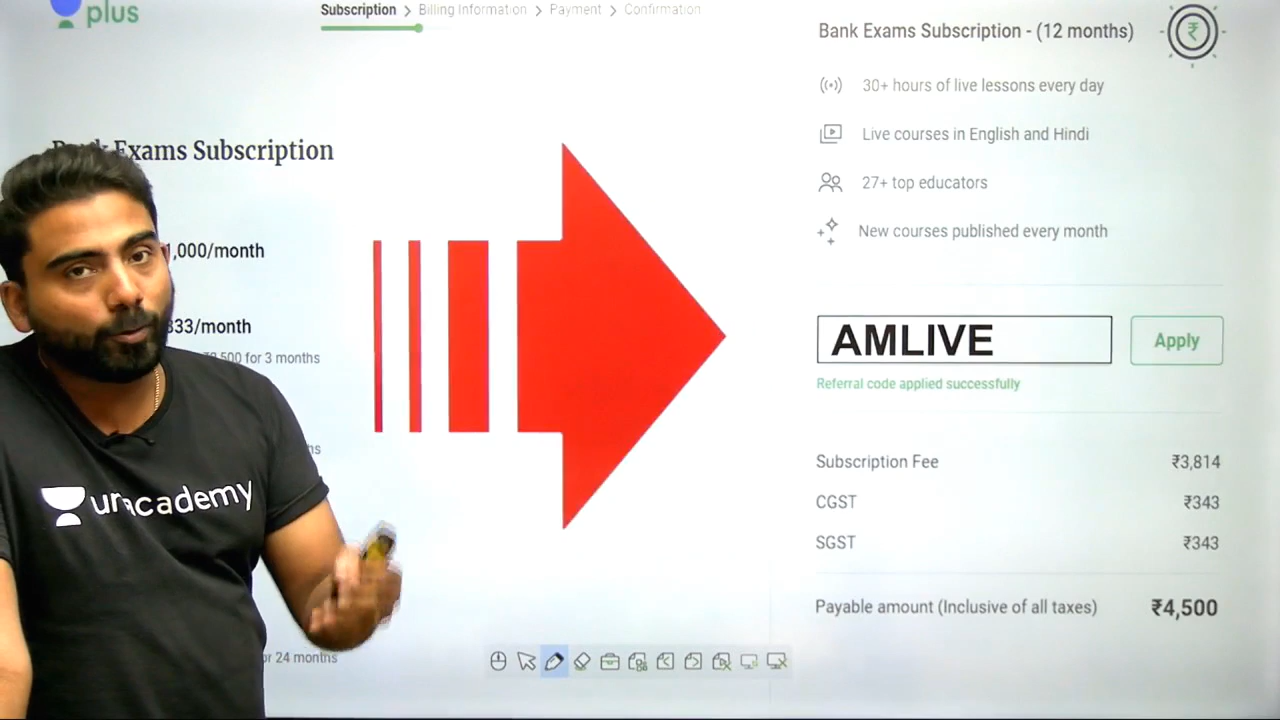 plus
Subscription > Billing Information > Payment > Confirmation
Bank Exams Subscription - (12 months)
30+ hours of live lessons every day
Live courses in English and Hindi
27+ top educators
New courses published every month
Exams Subscription
1,000/month
833/month
500 for 3 months
for 24 months
unacademy
AMLIVE
Apply
Referral code applied successfully
Subscription Fee ₹3,814
CGST ₹343
SGST ₹343
Payable amount (Inclusive of all taxes) ₹4,500